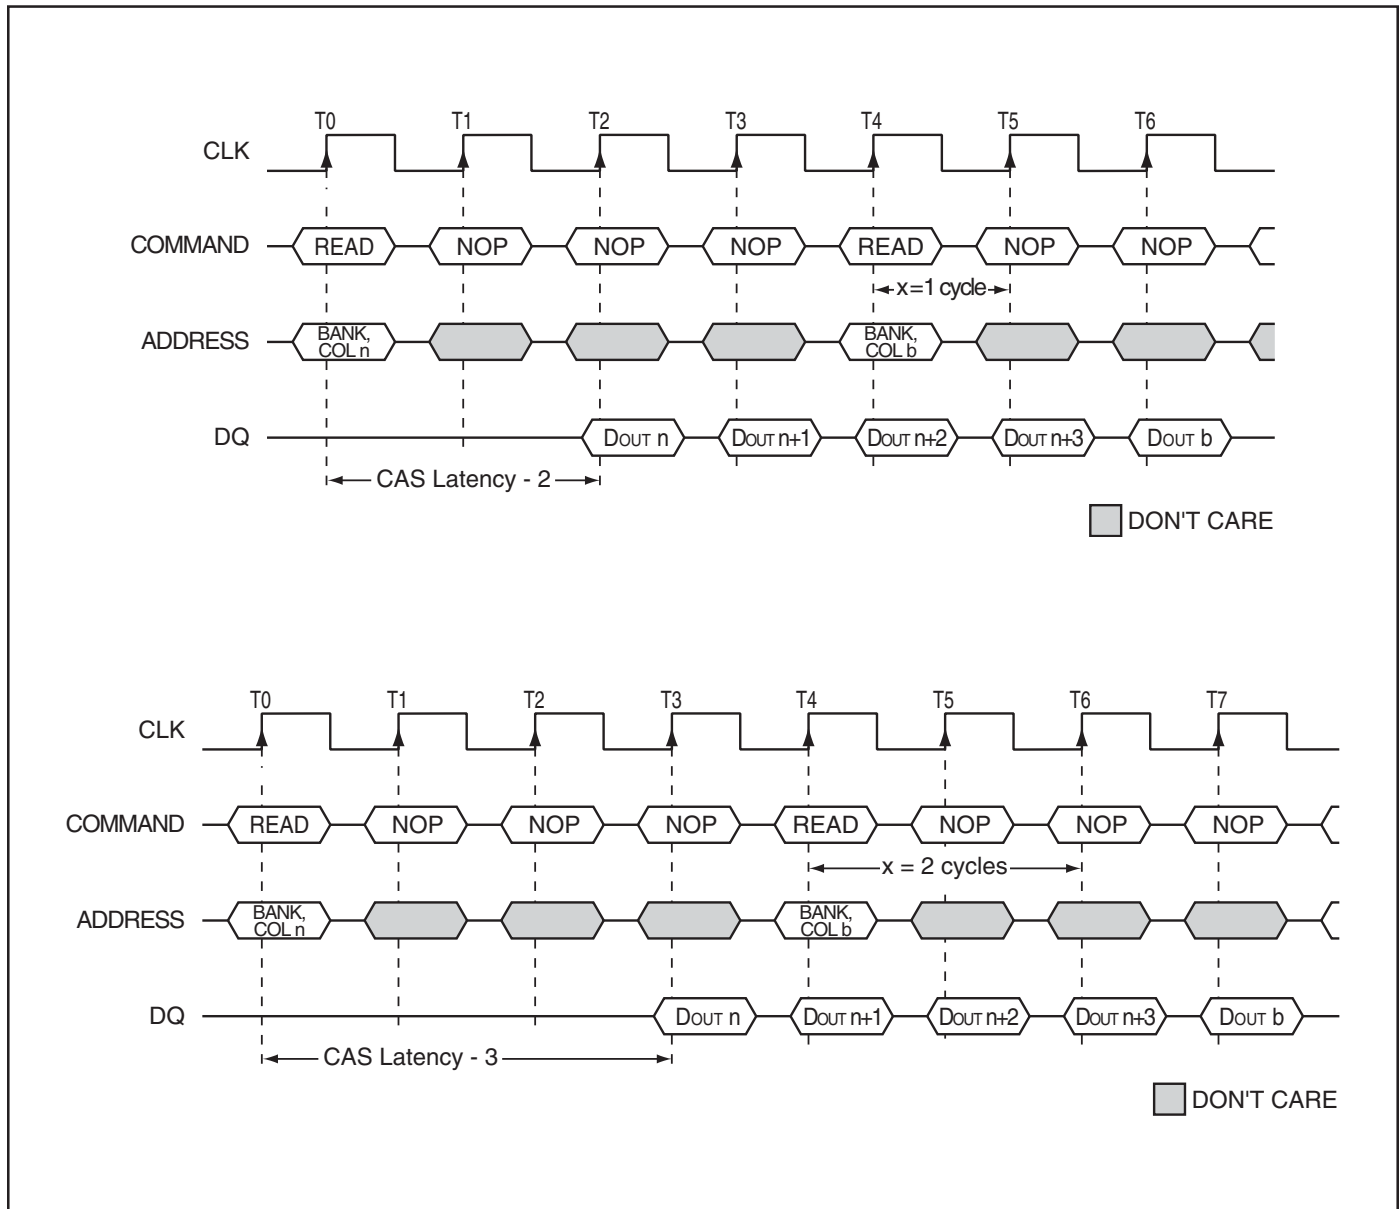 T0 T1 T2 T3 T4 T5 T6
CLK
COMMAND READ NOP NOP NOP READ NOP NOP
x=1 cycle
ADDRESS BANK, COL n BANK, COL b
DQ DOUT n DOUT n+1 DOUT n+2 DOUT n+3 DOUT b
CAS Latency - 2
DON'T CARE
T0 T1 T2 T3 T4 T5 T6 T7
CLK
COMMAND READ NOP NOP NOP READ NOP NOP NOP
x = 2 cycles
ADDRESS BANK, COL n BANK, COL b
DQ DOUT n DOUT n+1 DOUT n+2 DOUT n+3 DOUT b
CAS Latency - 3
DON'T CARE